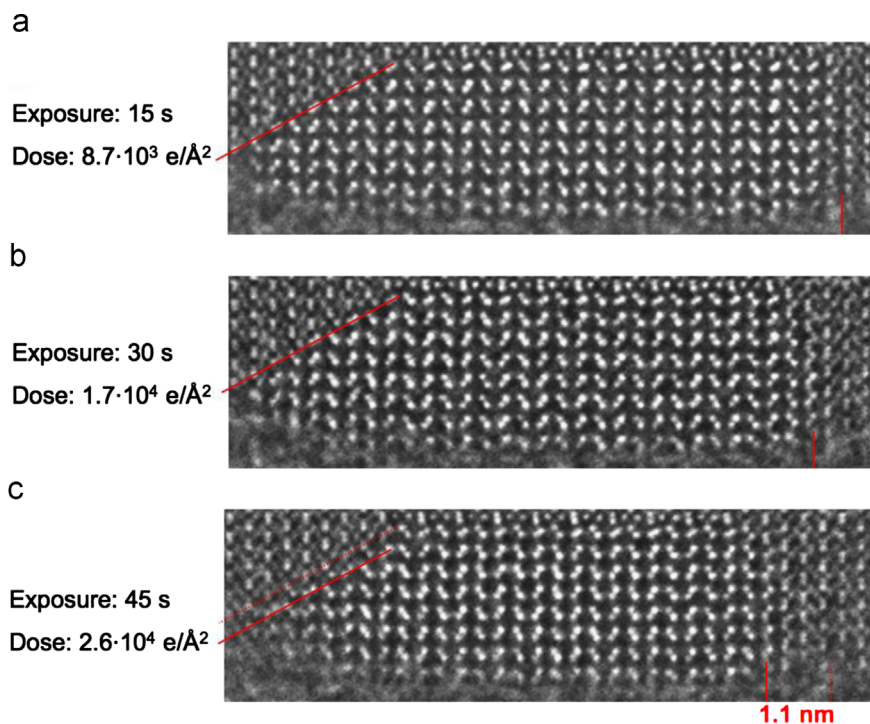 a
Exposure: 15 s
Dose: 8.7·10³ e/Å²
b
Exposure: 30 s
Dose: 1.7·10⁴ e/Å²
c
Exposure: 45 s
Dose: 2.6·10⁴ e/Å²
1.1 nm